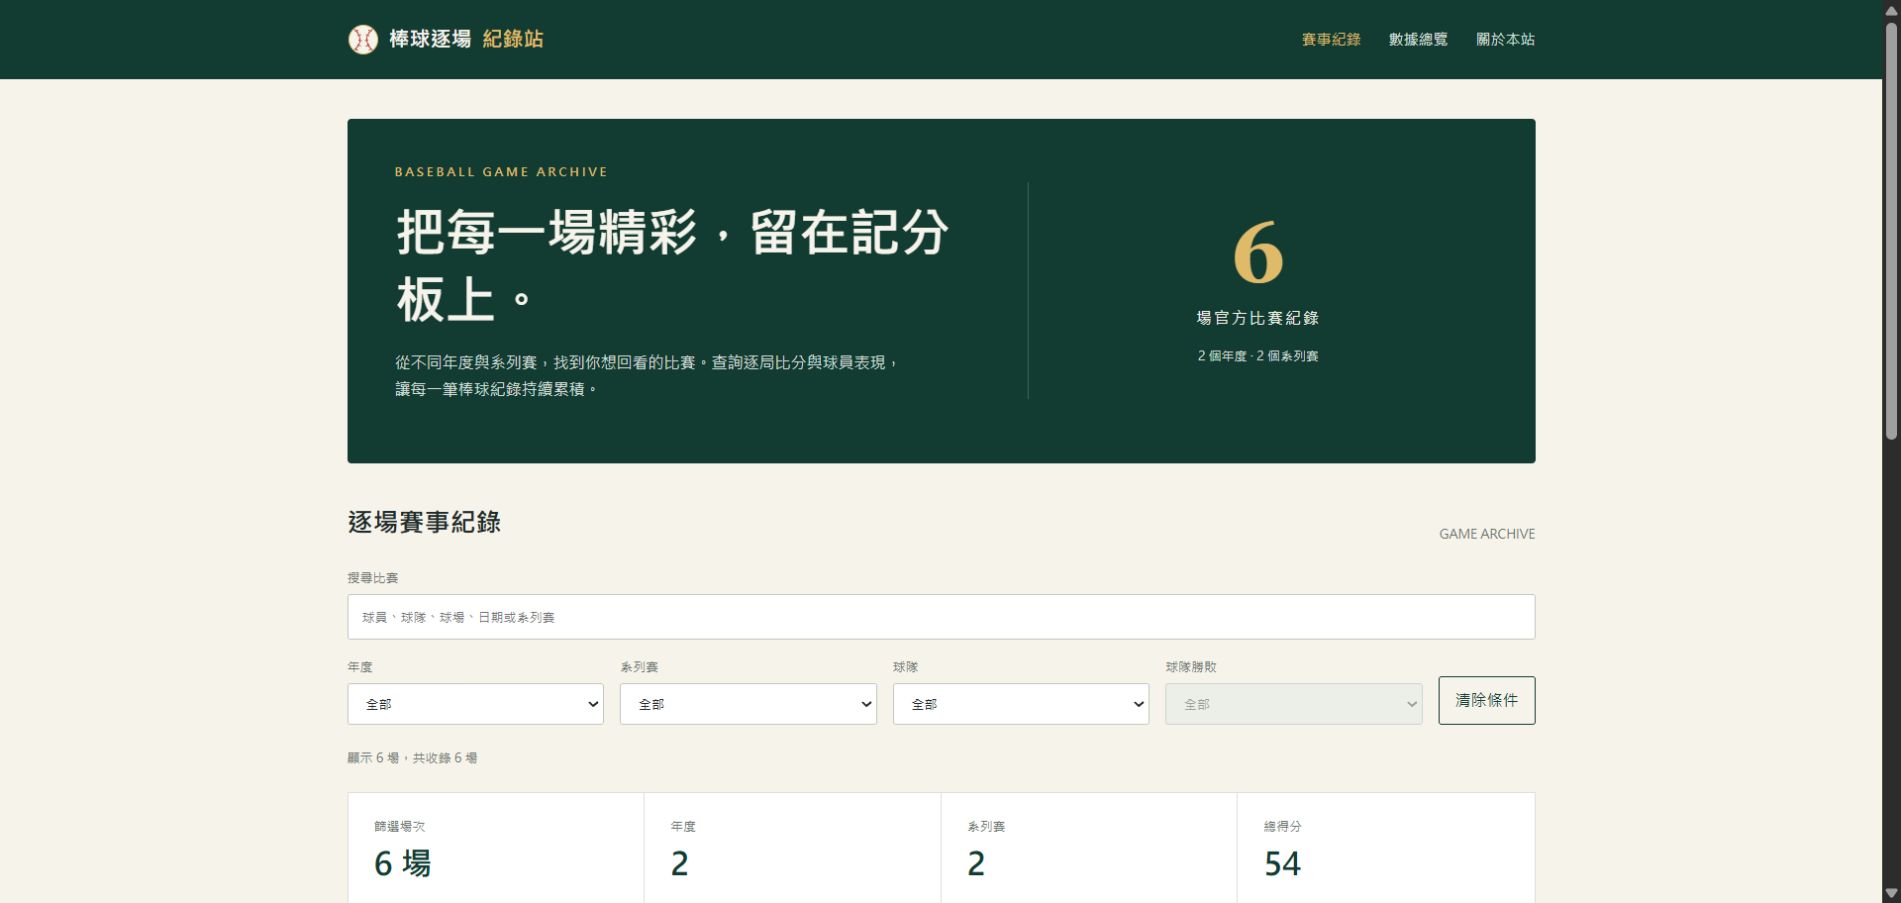 棒球逐場 紀錄站
賽事紀錄 數據總覽 關於本站
BASEBALL GAME ARCHIVE
把每一場精彩，留在記分
板上。
從不同年度與系列賽，找到你想回看的比賽。查詢逐局比分與球員表現，
讓每一筆棒球紀錄持續累積。
6
場官方比賽紀錄
2 個年度 · 2 個系列賽
逐場賽事紀錄
GAME ARCHIVE
搜尋比賽
球員、球隊、球場、日期或系列賽
年度 系列賽 球隊 球隊勝敗
全部 全部 全部 全部 清除條件
顯示 6 場，共收錄 6 場
篩選場次 年度 系列賽 總得分
6 場 2 2 54